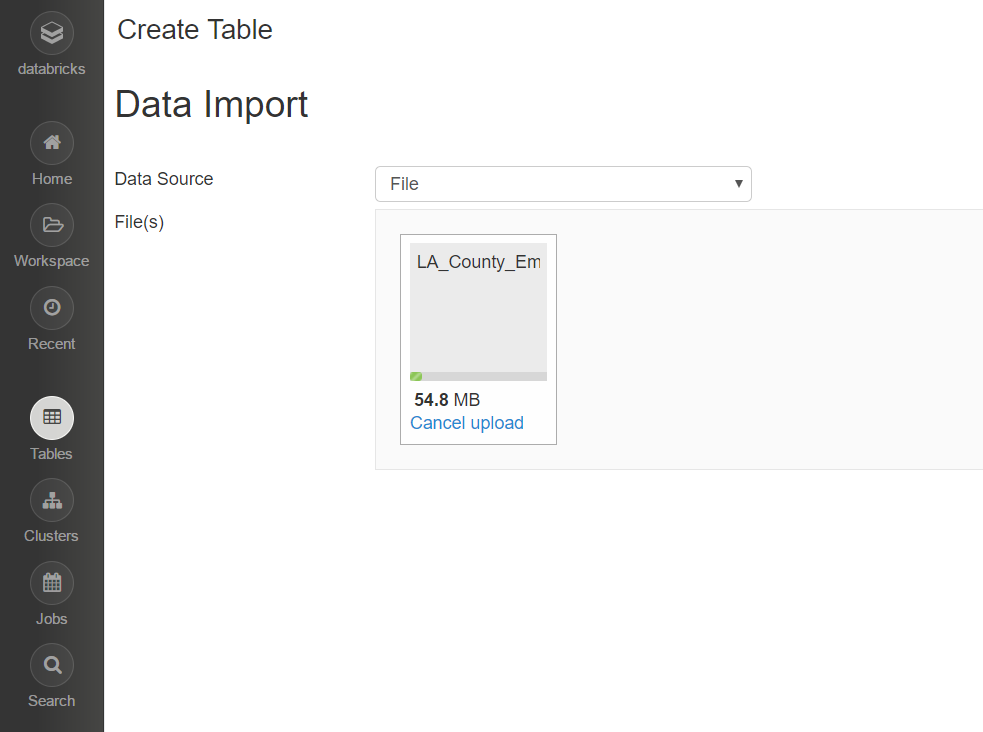 databricks
Home
Workspace
Recent
Tables
Clusters
Jobs
Search
Create Table
Data Import
Data Source
File
File(s)
LA_County_Em
54.8 MB
Cancel upload